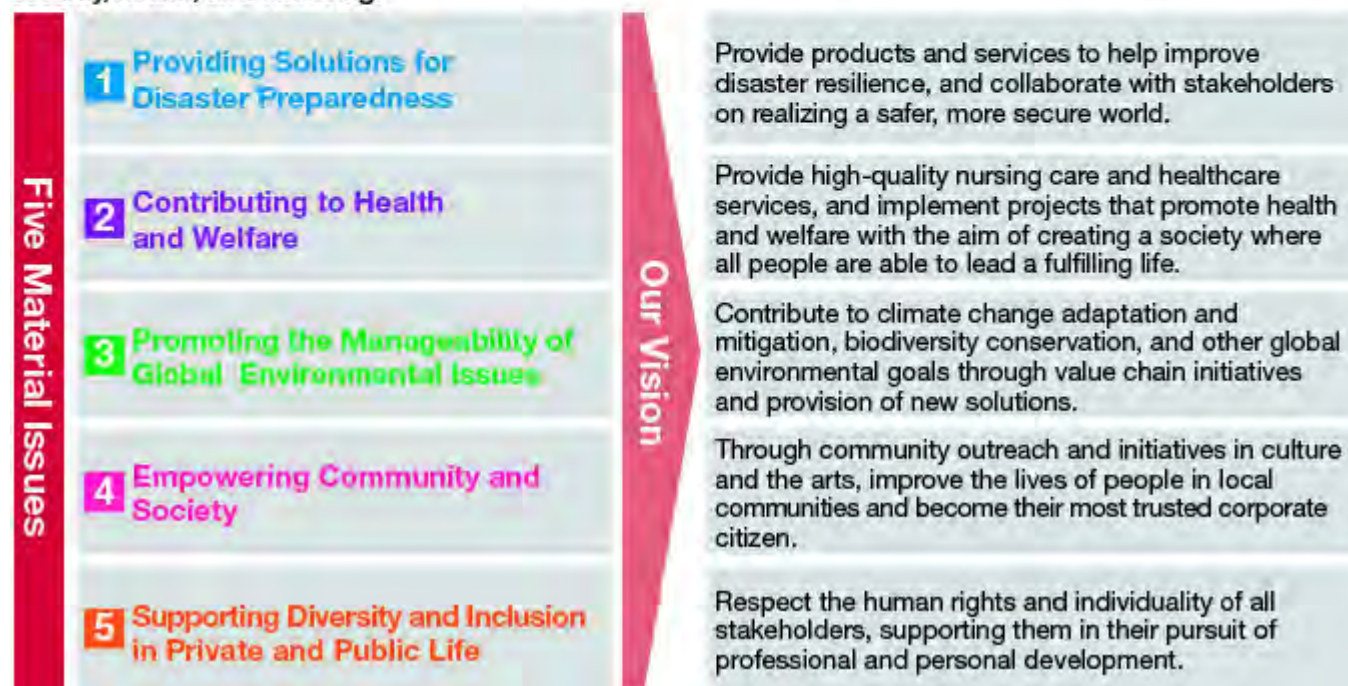 Five Material Issues
1 Providing Solutions for
Disaster Preparedness
2 Contributing to Health
and Welfare
3 Promoting the Manageability of
Global Environmental Issues
4 Empowering Community and
Society
5 Supporting Diversity and Inclusion
in Private and Public Life
Our Vision
Provide products and services to help improve
disaster resilience, and collaborate with stakeholders
on realizing a safer, more secure world.
Provide high-quality nursing care and healthcare
services, and implement projects that promote health
and welfare with the aim of creating a society where
all people are able to lead a fulfilling life.
Contribute to climate change adaptation and
mitigation, biodiversity conservation, and other global
environmental goals through value chain initiatives
and provision of new solutions.
Through community outreach and initiatives in culture
and the arts, improve the lives of people in local
communities and become their most trusted corporate
citizen.
Respect the human rights and individuality of all
stakeholders, supporting them in their pursuit of
professional and personal development.